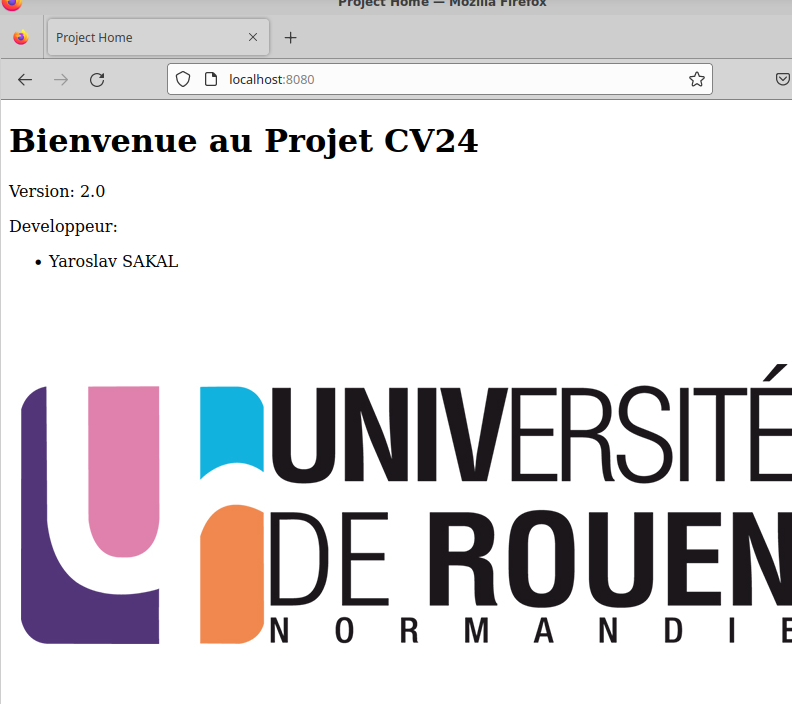 Project Home — Mozilla Firefox
Project Home
localhost:8080
Bienvenue au Projet CV24
Version: 2.0
Developpeur:
• Yaroslav SAKAL
UNIVERSITÉ
DE ROUEN
NORMANDIE